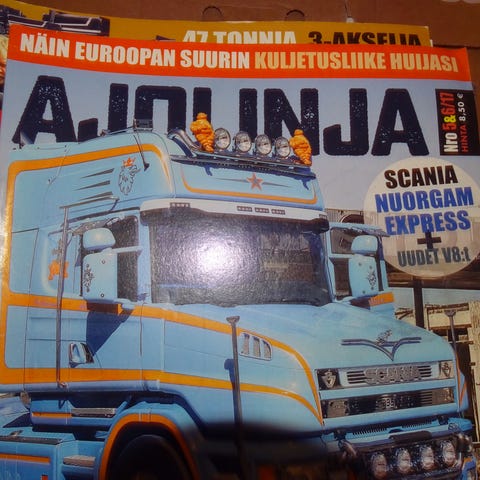 47 TONNIA 3-AKSELIA
NÄIN EUROOPAN SUURIN KULJETUSLIIKE HUIJASI
AJOLINJA
Nro 5&6/17
HINTA 8,50 €
SCANIA
NUORGAM
EXPRESS
+
UUDET V8:t
SCANIA